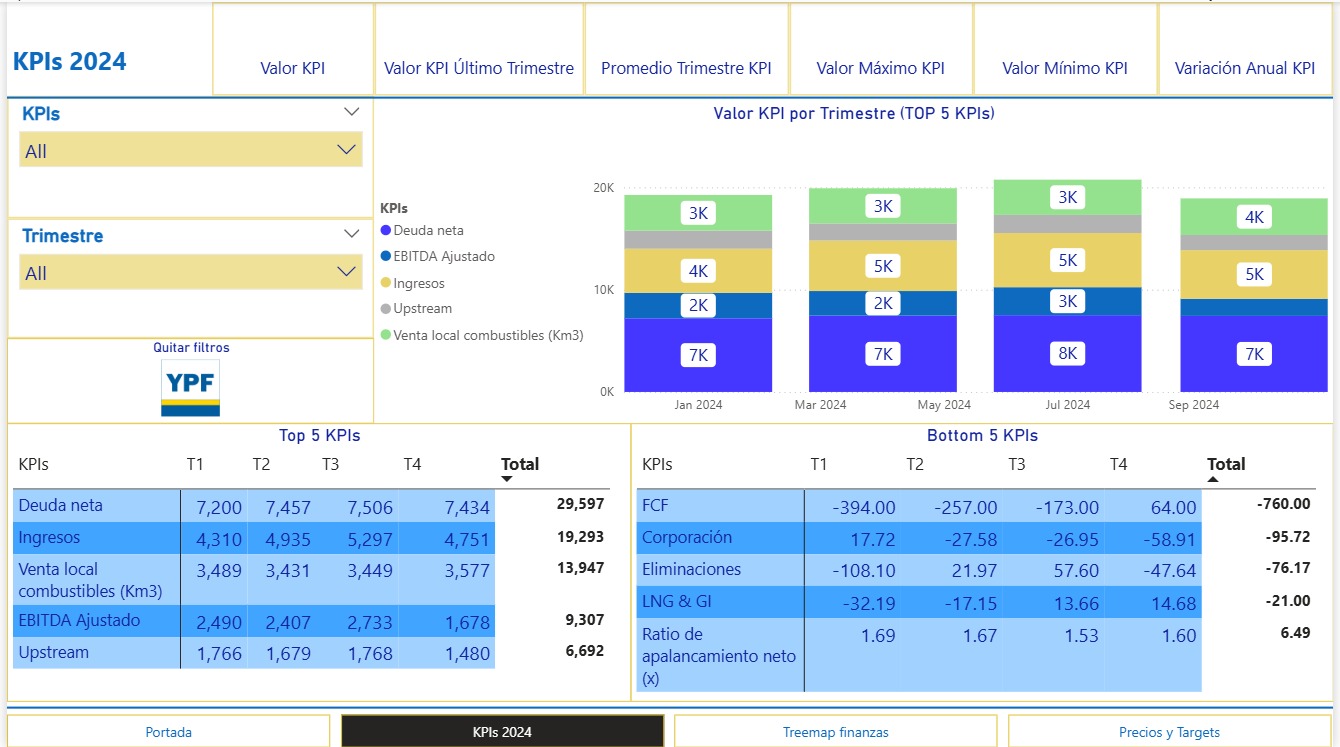 KPIs 2024
Valor KPI
Valor KPI Último Trimestre
Promedio Trimestre KPI
Valor Máximo KPI
Valor Mínimo KPI
Variación Anual KPI
KPIs
All
Trimestre
All
Quitar filtros
YPF
Valor KPI por Trimestre (TOP 5 KPIs)
KPIs
Deuda neta
EBITDA Ajustado
Ingresos
Upstream
Venta local combustibles (Km3)
20K
10K
0K
3K
4K
2K
7K
3K
5K
2K
7K
3K
5K
3K
8K
4K
5K
7K
Jan 2024
Mar 2024
May 2024
Jul 2024
Sep 2024
Top 5 KPIs
KPIs T1 T2 T3 T4 Total
Deuda neta 7,200 7,457 7,506 7,434 29,597
Ingresos 4,310 4,935 5,297 4,751 19,293
Venta local 3,489 3,431 3,449 3,577 13,947
combustibles (Km3)
EBITDA Ajustado 2,490 2,407 2,733 1,678 9,307
Upstream 1,766 1,679 1,768 1,480 6,692
Bottom 5 KPIs
KPIs T1 T2 T3 T4 Total
FCF -394.00 -257.00 -173.00 64.00 -760.00
Corporación 17.72 -27.58 -26.95 -58.91 -95.72
Eliminaciones -108.10 21.97 57.60 -47.64 -76.17
LNG & GI -32.19 -17.15 13.66 14.68 -21.00
Ratio de 1.69 1.67 1.53 1.60 6.49
apalancamiento neto
(x)
Portada
KPIs 2024
Treemap finanzas
Precios y Targets